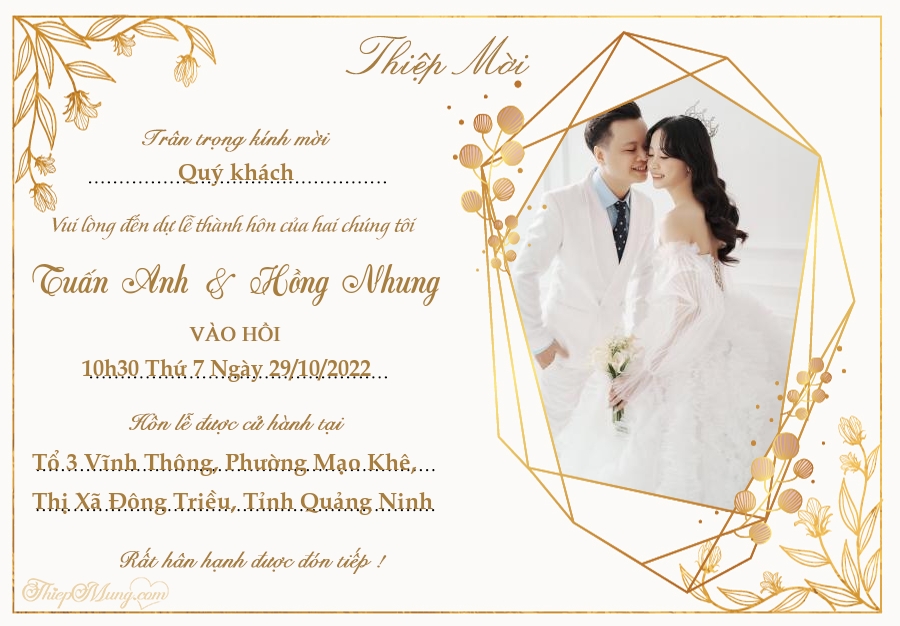 Thiệp Mời
Trân trọng kính mời
Quý khách
Vui lòng đến dự lễ thành hôn của hai chúng tôi
Tuấn Anh & Hồng Nhung
VÀO HỒI
10h30 Thứ 7 Ngày 29/10/2022
Hôn lễ được cử hành tại
Tổ 3 Vĩnh Thông, Phường Mạo Khê,
Thị Xã Đông Triều, Tỉnh Quảng Ninh
Rất hân hạnh được đón tiếp !
ThiepMung.com